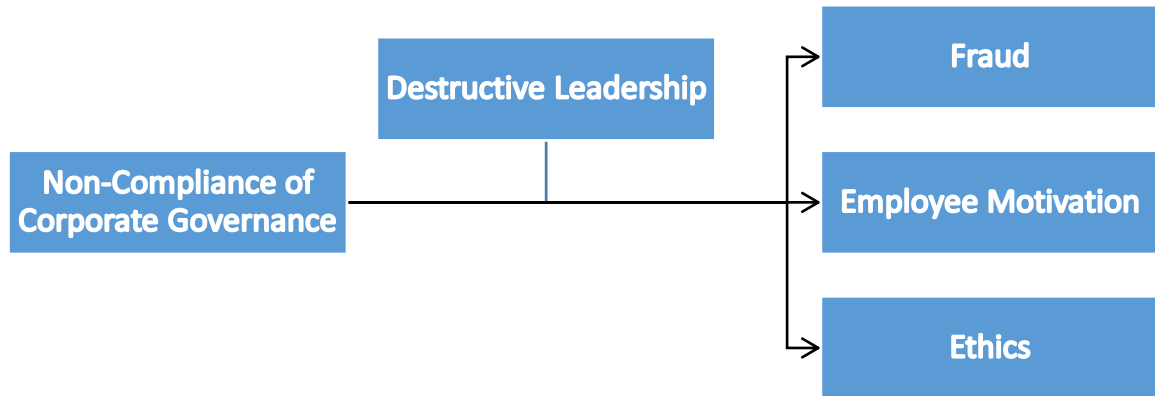 Destructive Leadership
Non-Compliance of
Corporate Governance
Fraud
Employee Motivation
Ethics